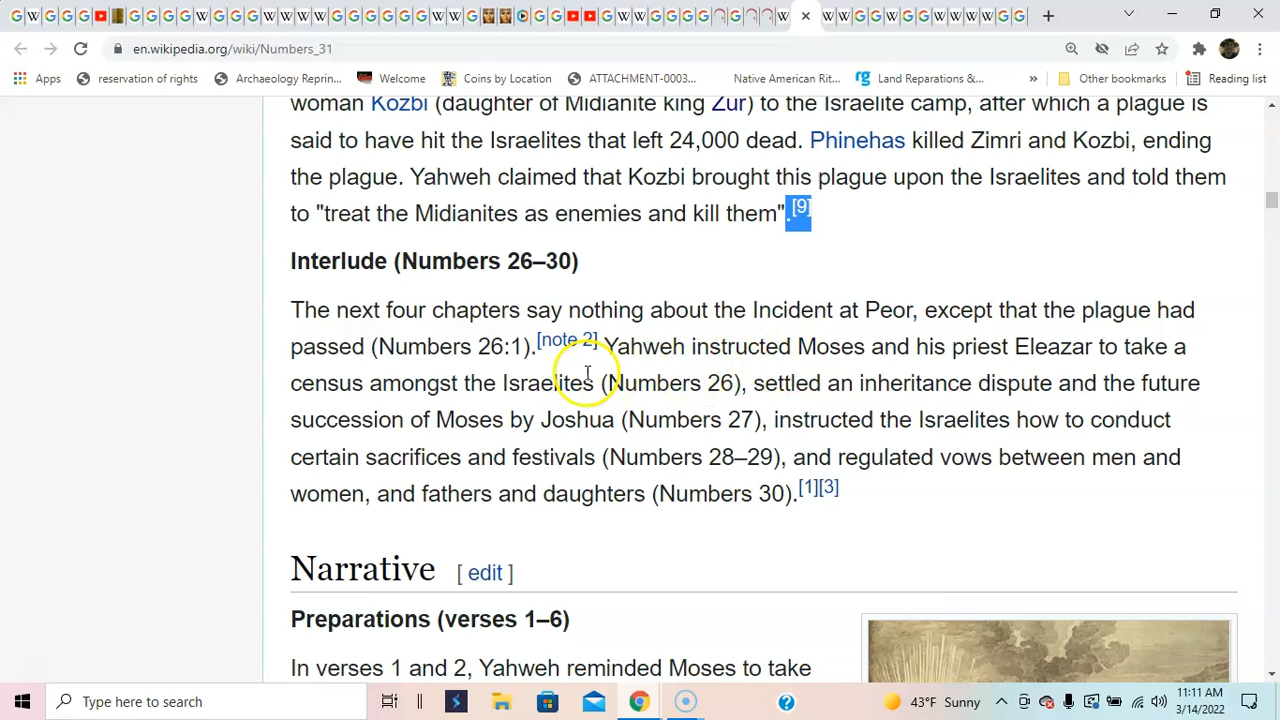 en.wikipedia.org/wiki/Numbers_31
Apps
reservation of rights
Archaeology Reprin...
Welcome
Coins by Location
ATTACHMENT-0003...
Native American Rit...
Land Reparations &...
»
Other bookmarks
Reading list
woman Kozbi (daughter of Midianite king Zur) to the Israelite camp, after which a plague is
said to have hit the Israelites that left 24,000 dead. Phinehas killed Zimri and Kozbi, ending
the plague. Yahweh claimed that Kozbi brought this plague upon the Israelites and told them
to "treat the Midianites as enemies and kill them".[9]
Interlude (Numbers 26–30)
The next four chapters say nothing about the Incident at Peor, except that the plague had
passed (Numbers 26:1).[note 2] Yahweh instructed Moses and his priest Eleazar to take a
census amongst the Israelites (Numbers 26), settled an inheritance dispute and the future
succession of Moses by Joshua (Numbers 27), instructed the Israelites how to conduct
certain sacrifices and festivals (Numbers 28–29), and regulated vows between men and
women, and fathers and daughters (Numbers 30).[1][3]
Narrative [ edit ]
Preparations (verses 1–6)
In verses 1 and 2, Yahweh reminded Moses to take
Type here to search
43°F Sunny
11:11 AM
3/14/2022